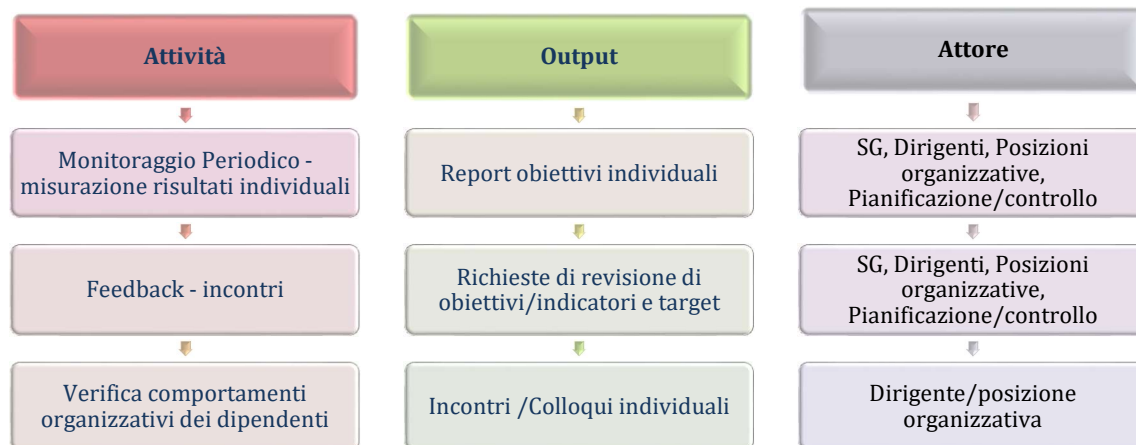 Attività
Output
Attore
Monitoraggio Periodico -
misurazione risultati individuali
Report obiettivi individuali
SG, Dirigenti, Posizioni
organizzative,
Pianificazione/controllo
Feedback - incontri
Richieste di revisione di
obiettivi/indicatori e target
SG, Dirigenti, Posizioni
organizzative,
Pianificazione/controllo
Verifica comportamenti
organizzativi dei dipendenti
Incontri /Colloqui individuali
Dirigente/posizione
organizzativa